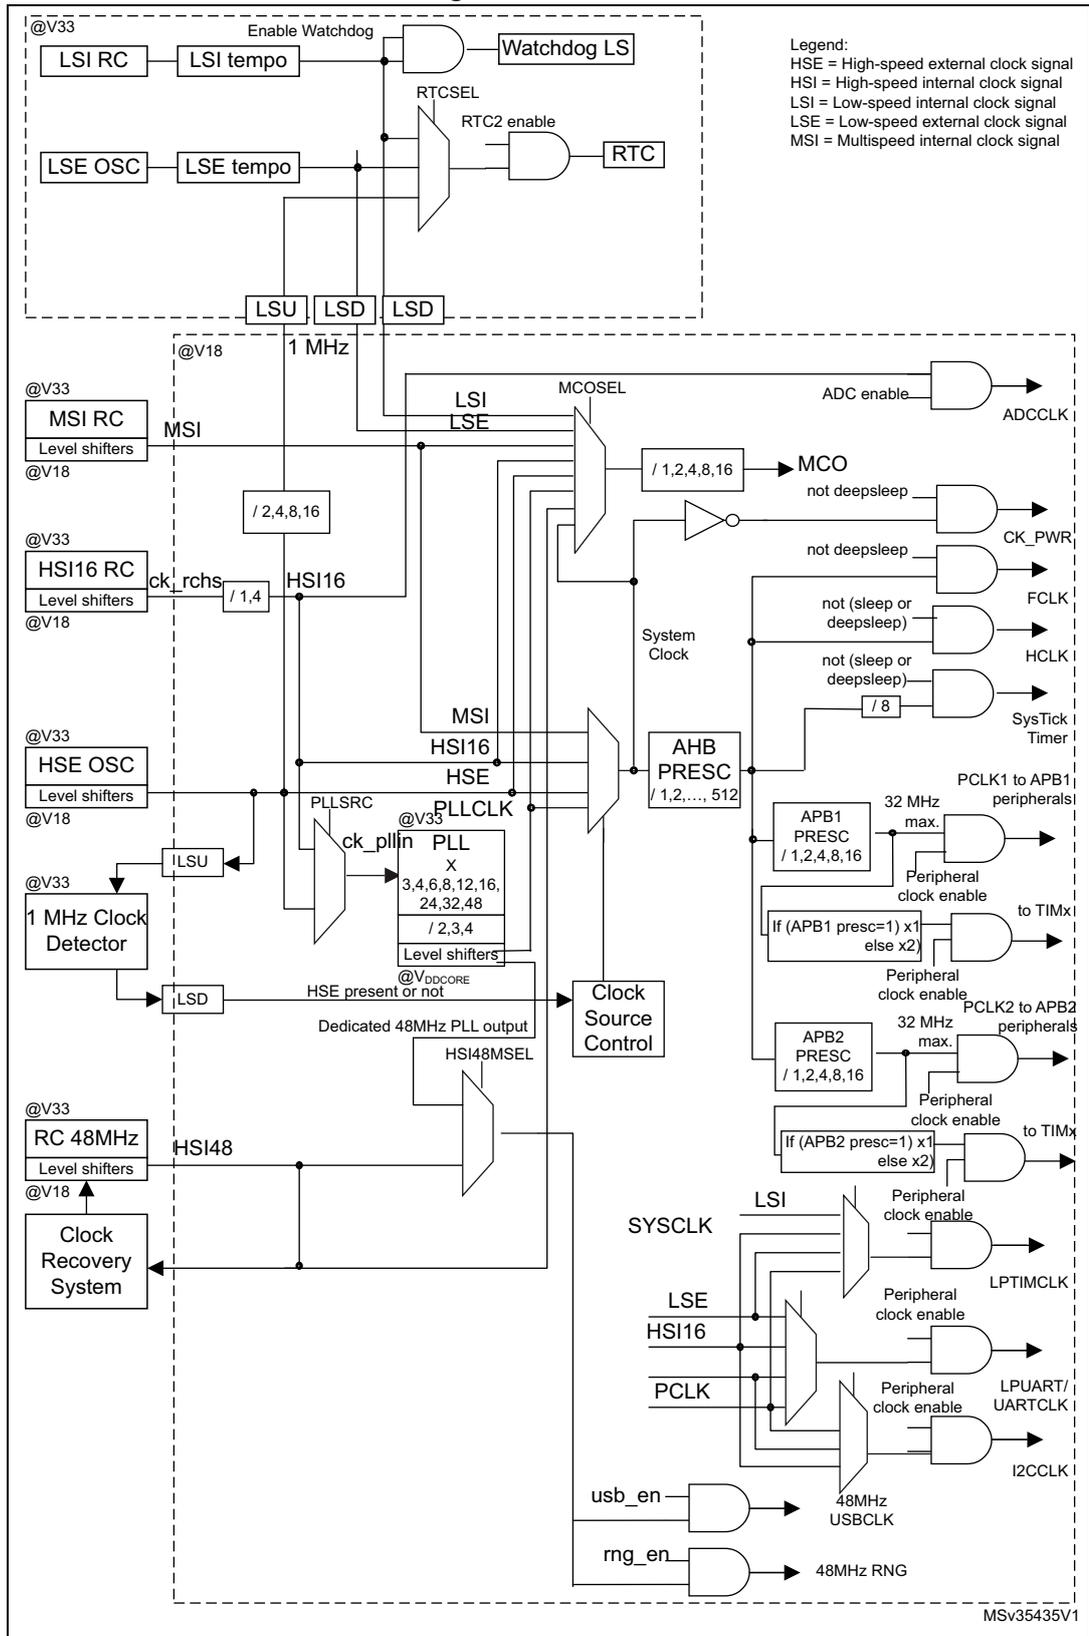 @V33
Enable Watchdog
LSI RC
LSI tempo
Watchdog LS
Legend:
HSE = High-speed external clock signal
HSI = High-speed internal clock signal
LSI = Low-speed internal clock signal
LSE = Low-speed external clock signal
MSI = Multispeed internal clock signal
RTCSEL
RTC2 enable
LSE OSC
LSE tempo
RTC
LSU
LSD
LSD
@V18
1 MHz
@V33
MSI RC
Level shifters
@V18
MSI
LSI
LSE
MCOSEL
ADC enable
ADCCLK
/ 1,2,4,8,16
MCO
/ 2,4,8,16
not deepsleep
CK_PWR
@V33
HSI16 RC
Level shifters
@V18
ck_rchs
/ 1,4
HSI16
not deepsleep
FCLK
not (sleep or
deepsleep)
HCLK
System
Clock
not (sleep or
deepsleep)
/ 8
SysTick
Timer
MSI
HSI16
HSE
PLLCLK
AHB
PRESC
/ 1,2,..., 512
@V33
HSE OSC
Level shifters
@V18
PLLSRC
ck_pllin
@V33
PLL
X
3,4,6,8,12,16,
24,32,48
/ 2,3,4
Level shifters
@VDDCORE
PCLK1 to APB1
peripherals
32 MHz
max.
APB1
PRESC
/ 1,2,4,8,16
Peripheral
clock enable
LSU
@V33
1 MHz Clock
Detector
to TIMx
If (APB1 presc=1) x1
else x2)
Peripheral
clock enable
LSD
HSE present or not
Clock
Source
Control
Dedicated 48MHz PLL output
HSI48MSEL
PCLK2 to APB2
peripherals
32 MHz
max.
APB2
PRESC
/ 1,2,4,8,16
Peripheral
clock enable
@V33
RC 48MHz
Level shifters
@V18
HSI48
to TIMx
If (APB2 presc=1) x1
else x2)
Peripheral
clock enable
Clock
Recovery
System
LSI
SYSCLK
LPTIMCLK
LSE
HSI16
PCLK
Peripheral
clock enable
LPUART/
UARTCLK
Peripheral
clock enable
I2CCLK
usb_en
48MHz
USBCLK
rng_en
48MHz RNG
MSv35435V1